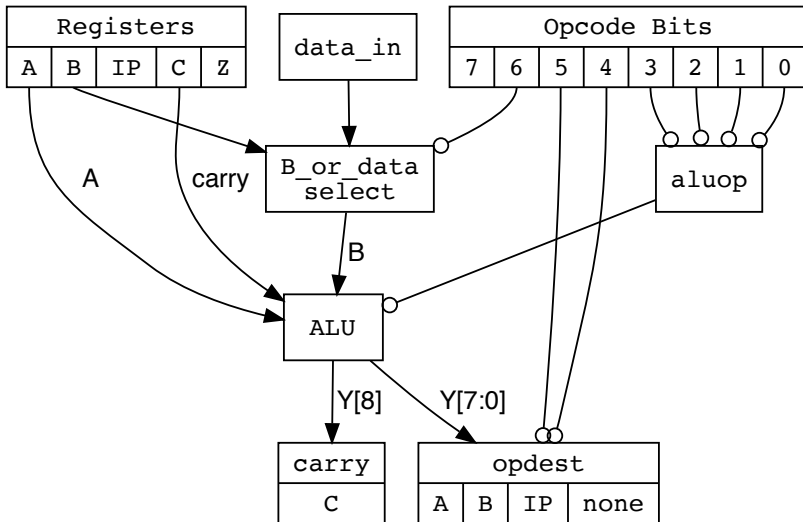 Registers
A B IP C Z
data_in
Opcode Bits
7 6 5 4 3 2 1 0
B_or_data
select
aluop
A
carry
B
ALU
Y[8]
Y[7:0]
carry
C
opdest
A B IP none